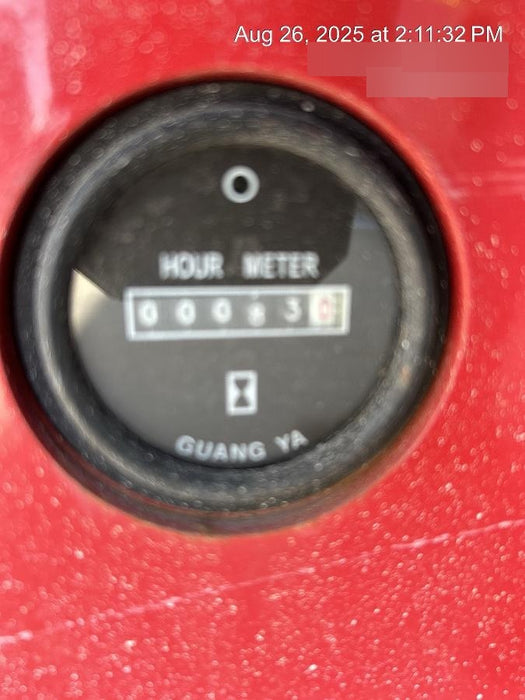 Aug 26, 2025 at 2:11:32 PM
HOUR METER
GUANG YA